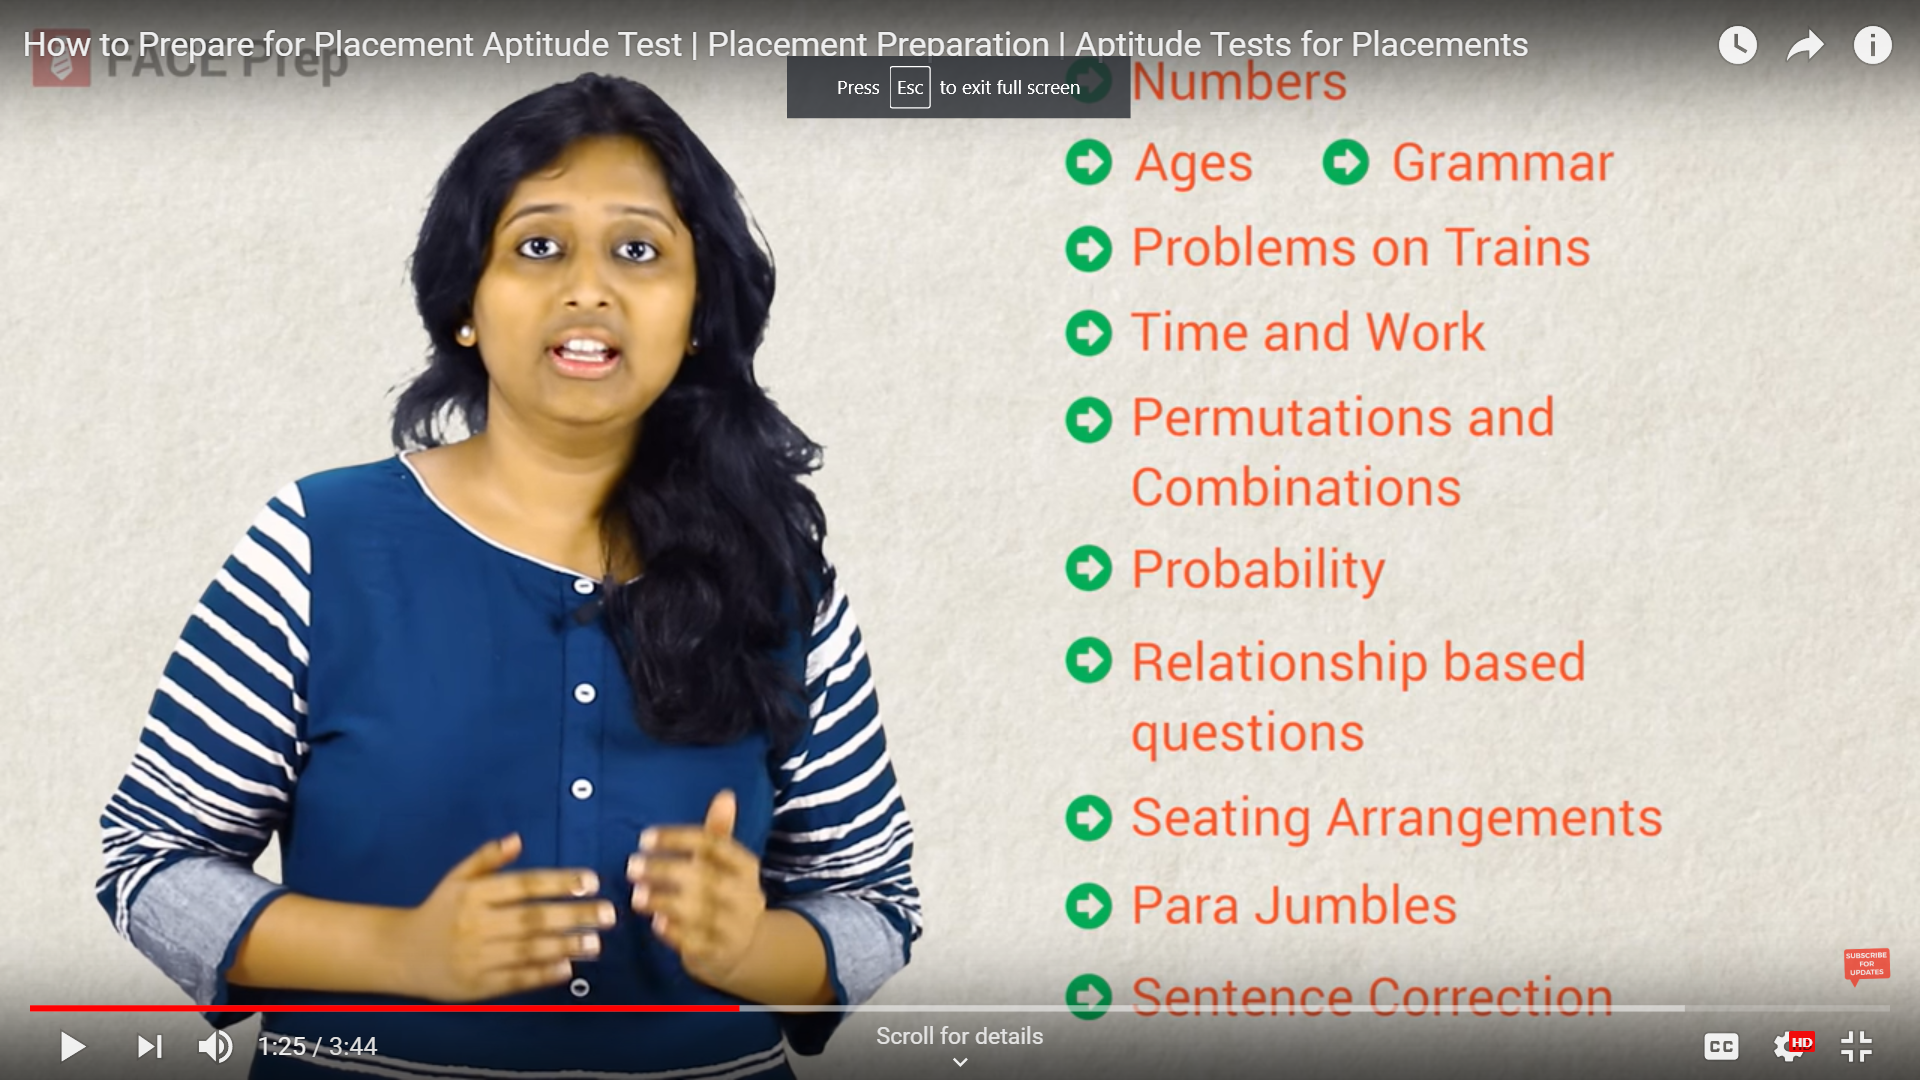 How to Prepare for Placement Aptitude Test | Placement Preparation | Aptitude Tests for Placements
FACE Prep
Press Esc to exit full screen
Numbers
Ages
Grammar
Problems on Trains
Time and Work
Permutations and
Combinations
Probability
Relationship based
questions
Seating Arrangements
Para Jumbles
Sentence Correction
SUBSCRIBE
FOR
UPDATES
1:25 / 3:44
Scroll for details
CC
HD